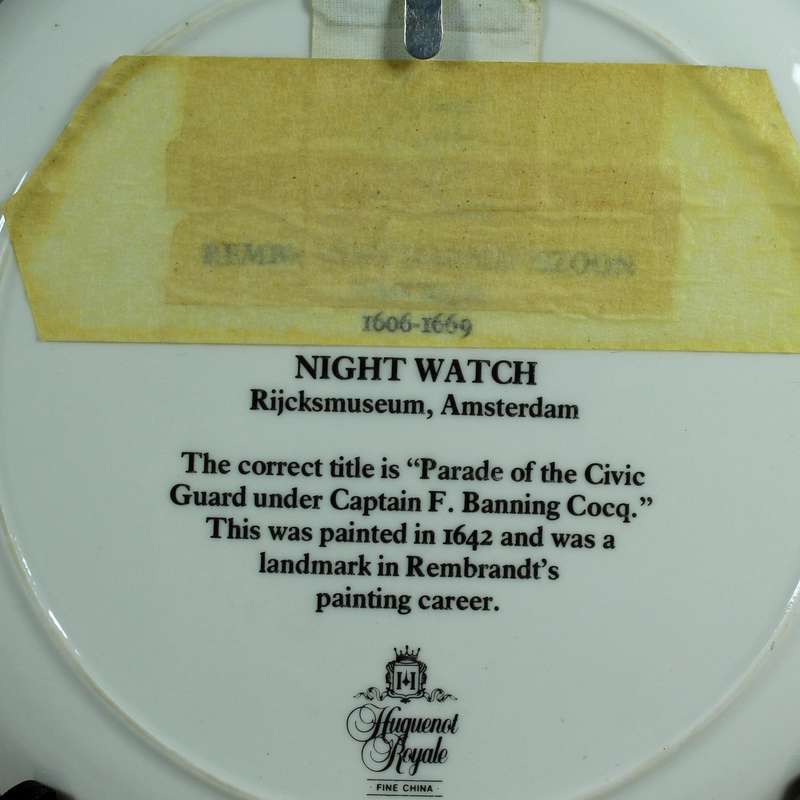 1606-1669
NIGHT WATCH
Rijcksmuseum, Amsterdam
The correct title is “Parade of the Civic
Guard under Captain F. Banning Cocq.”
This was painted in 1642 and was a
landmark in Rembrandt’s
painting career.
H
Huguenot
Royale
· FINE CHINA ·